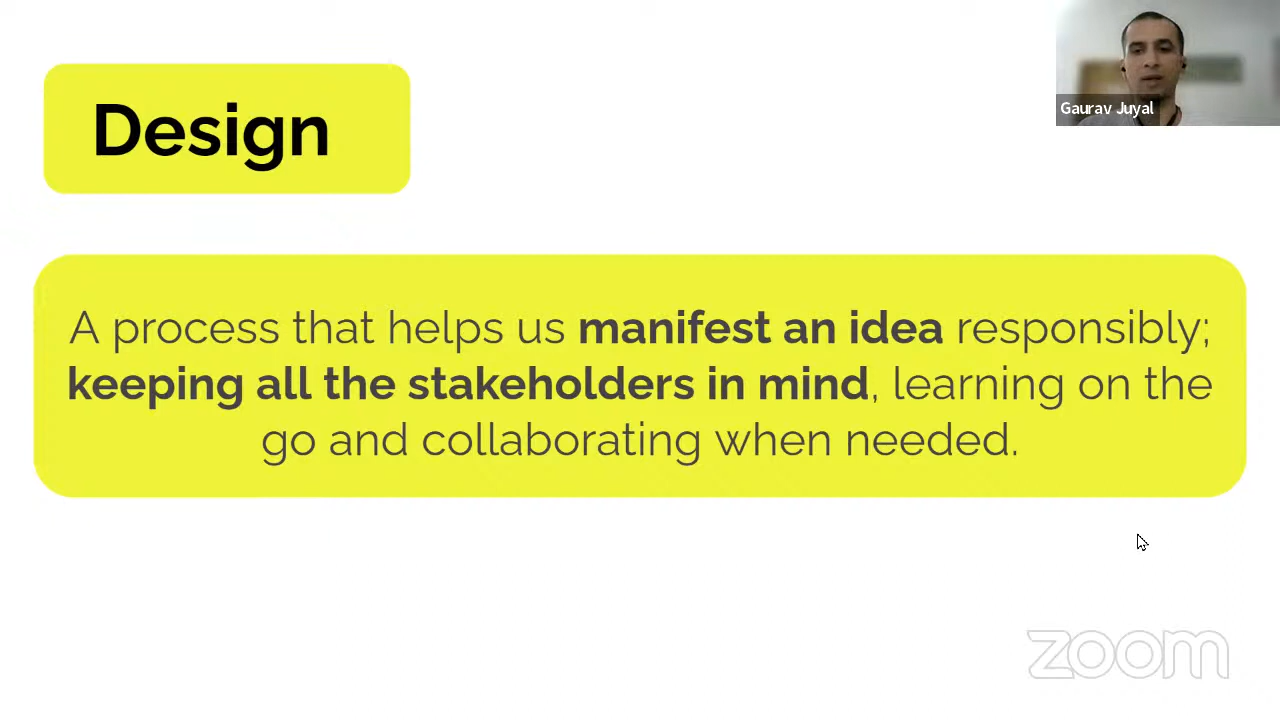 Design
Gaurav Juyal
A process that helps us manifest an idea responsibly;
keeping all the stakeholders in mind, learning on the
go and collaborating when needed.
zoom